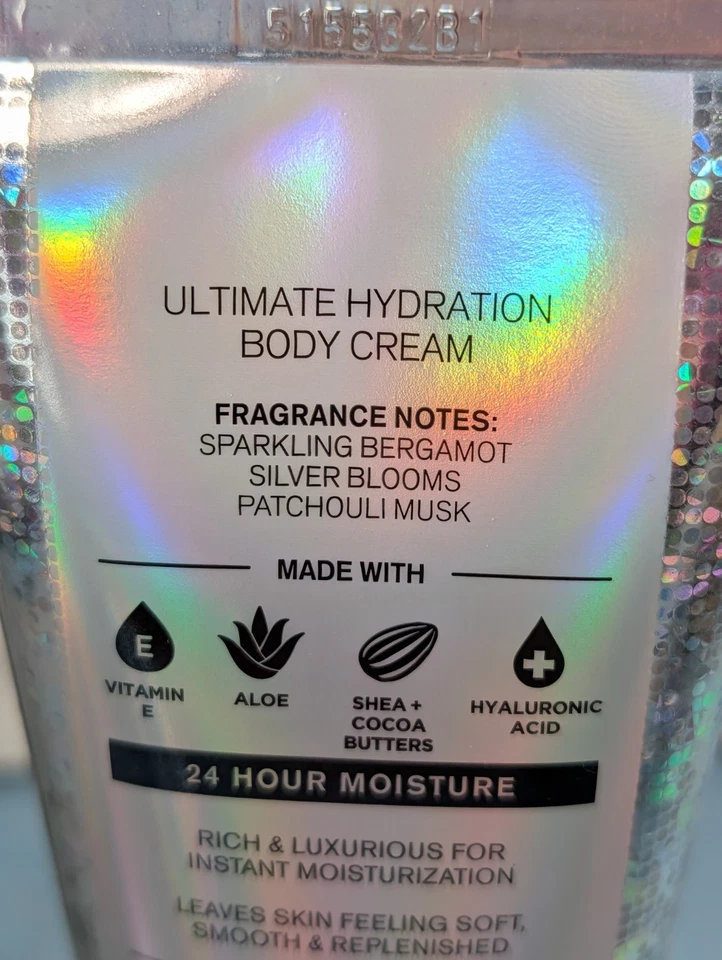 5155B2B1
ULTIMATE HYDRATION
BODY CREAM
FRAGRANCE NOTES:
SPARKLING BERGAMOT
SILVER BLOOMS
PATCHOULI MUSK
MADE WITH
E
VITAMIN
E
ALOE
SHEA +
COCOA
BUTTERS
HYALURONIC
ACID
24 HOUR MOISTURE
RICH & LUXURIOUS FOR
INSTANT MOISTURIZATION
LEAVES SKIN FEELING SOFT,
SMOOTH & REPLENISHED